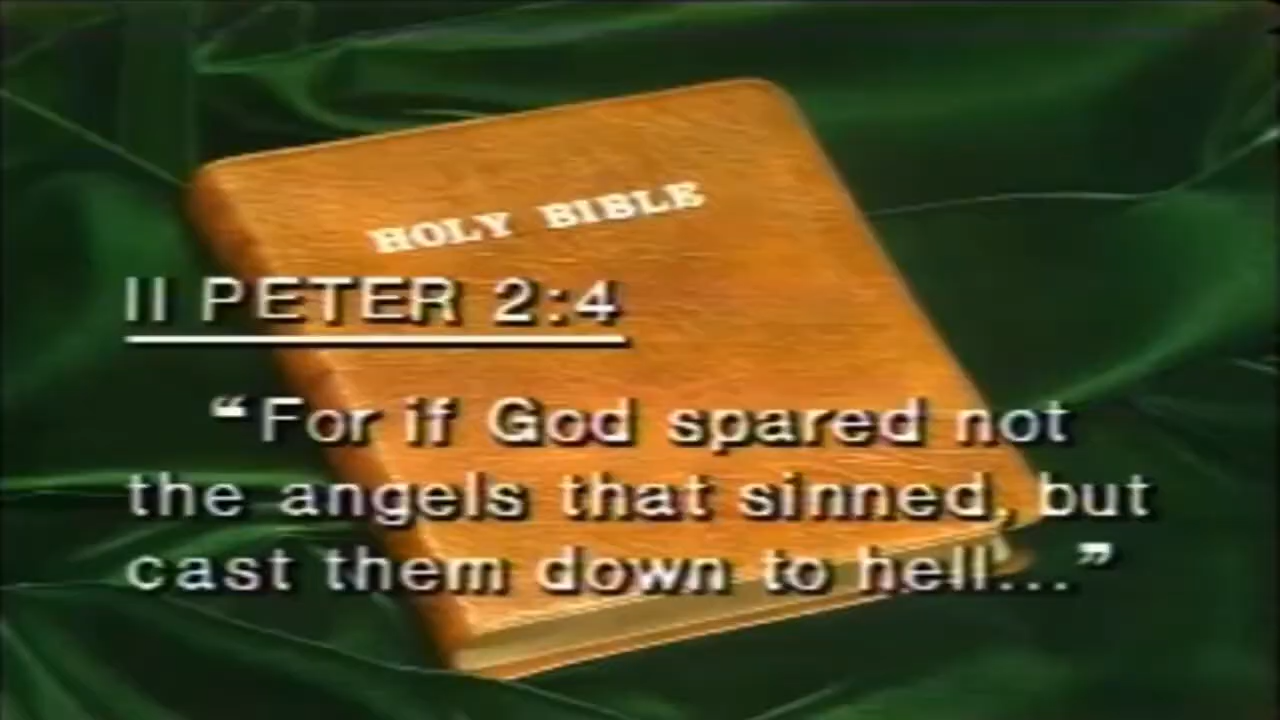 HOLY BIBLE
II PETER 2:4
“For if God spared not
the angels that sinned, but
cast them down to hell...”